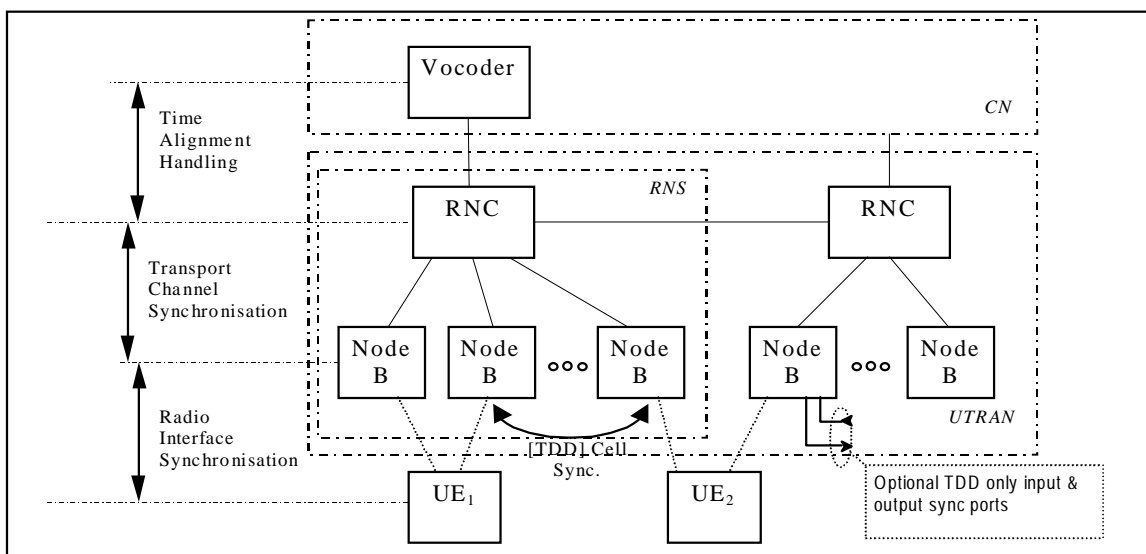 Vocoder
CN
Time
Alignment
Handling
RNS
RNC
RNC
Transport
Channel
Synchronisation
Node
B
Node
B
Node
B
Node
B
Node
B
Radio
Interface
Synchronisation
UTRAN
[TDD] Cell
Sync.
UE1
UE2
Optional TDD only input &
output sync ports